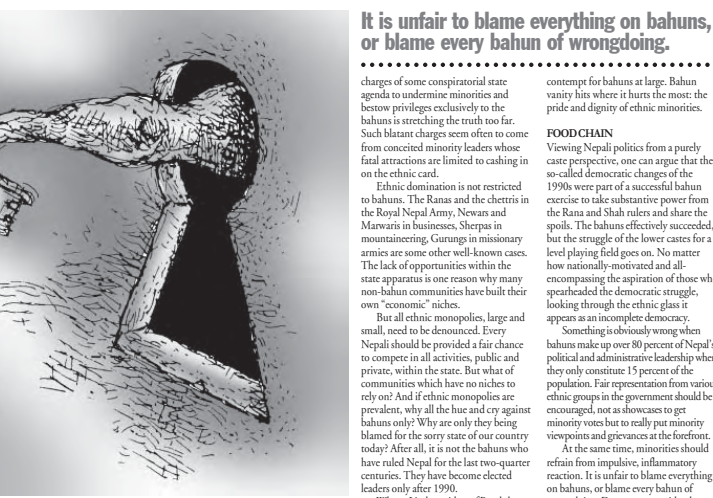 It is unfair to blame everything on bahuns,
or blame every bahun of wrongdoing.
charges of some conspiratorial state
agenda to undermine minorities and
bestow privileges exclusively to the
bahuns is stretching the truth too far.
Such blatant charges seem often to come
from conceited minority leaders whose
fatal attractions are limited to cashing in
on the ethnic card.
Ethnic domination is not restricted
to bahuns. The Ranas and the chettris in
the Royal Nepal Army, Newars and
Marwaris in businesses, Sherpas in
mountaineering, Gurungs in missionary
armies are some other well-known cases.
The lack of opportunities within the
state apparatus is one reason why many
non-bahun communities have built their
own “economic” niches.
But all ethnic monopolies, large and
small, need to be denounced. Every
Nepali should be provided a fair chance
to compete in all activities, public and
private, within the state. But what of
communities which have no niches to
rely on? And if ethnic monopolies are
prevalent, why all the hue and cry against
bahuns only? Why are only they being
blamed for the sorry state of our country
today? After all, it is not the bahuns who
have ruled Nepal for the last two-quarter
centuries. They have become elected
leaders only after 1990.
contempt for bahuns at large. Bahun
vanity hits where it hurts the most: the
pride and dignity of ethnic minorities.
FOOD CHAIN
Viewing Nepali politics from a purely
caste perspective, one can argue that the
so-called democratic changes of the
1990s were part of a successful bahun
exercise to take substantive power from
the Rana and Shah rulers and share the
spoils. The bahuns effectively succeeded,
but the struggle of the lower castes for a
level playing field goes on. No matter
how nationally-motivated and all-
encompassing the aspiration of those wh
spearheaded the democratic struggle,
looking through the ethnic glass it
appears as an incomplete democracy.
Something is obviously wrong when
bahuns make up over 80 percent of Nepal's
political and administrative leadership when
they only constitute 15 percent of the
population. Fair representation from variou
ethnic groups in the government should be
encouraged, not as showcases to get
minority votes but to really put minority
viewpoints and grievances at the forefront.
At the same time, minorities should
refrain from impulsive, inflammatory
reaction. It is unfair to blame everything
on bahuns, or blame every bahun of